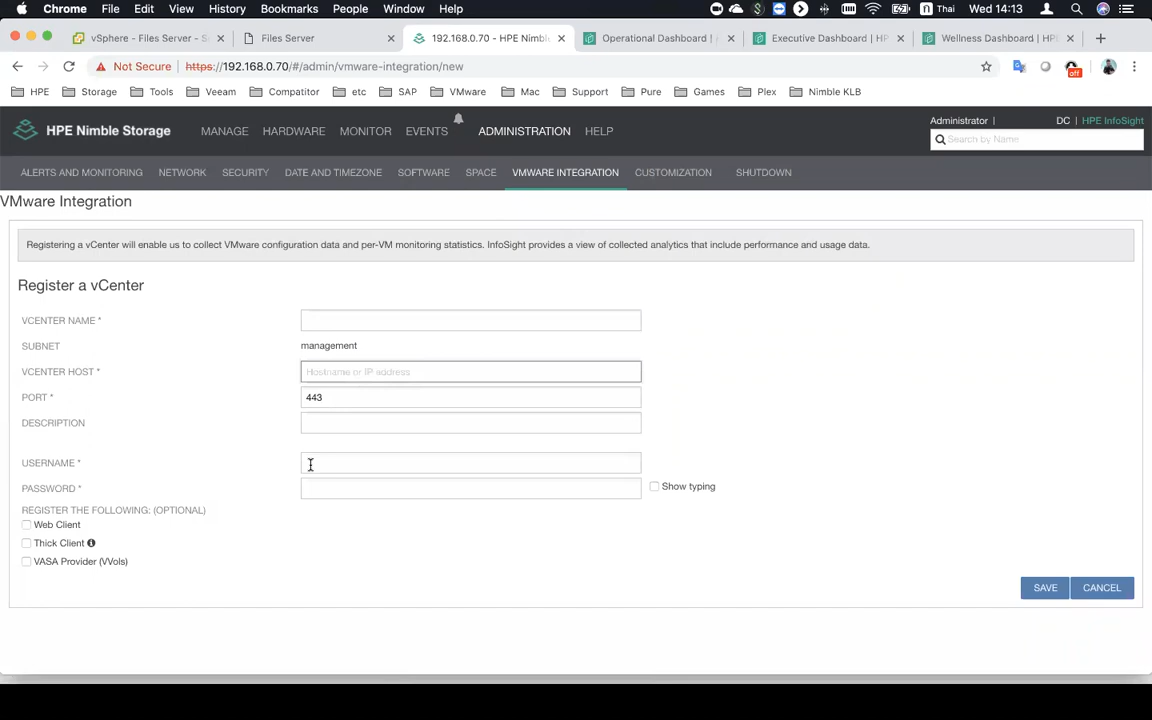 Chrome File Edit View History Bookmarks People Window Help Thai Wed 14:13
vSphere - Files Server - S Files Server 192.168.0.70 - HPE Nimbl Operational Dashboard | Executive Dashboard | HP Wellness Dashboard | HPE
Not Secure | https://192.168.0.70/#/admin/vmware-integration/new off
HPE Storage Tools Veeam Compatitor etc SAP VMware Mac Support Pure Games Plex Nimble KLB
HPE Nimble Storage MANAGE HARDWARE MONITOR EVENTS ADMINISTRATION HELP
Administrator | DC | HPE InfoSight
Search by Name
ALERTS AND MONITORING NETWORK SECURITY DATE AND TIMEZONE SOFTWARE SPACE VMWARE INTEGRATION CUSTOMIZATION SHUTDOWN
VMware Integration
Registering a vCenter will enable us to collect VMware configuration data and per-VM monitoring statistics. InfoSight provides a view of collected analytics that include performance and usage data.
Register a vCenter
VCENTER NAME *
SUBNET management
VCENTER HOST * Hostname or IP address
PORT * 443
DESCRIPTION
USERNAME *
PASSWORD * Show typing
REGISTER THE FOLLOWING: (OPTIONAL)
Web Client
Thick Client
VASA Provider (VVols)
SAVE CANCEL